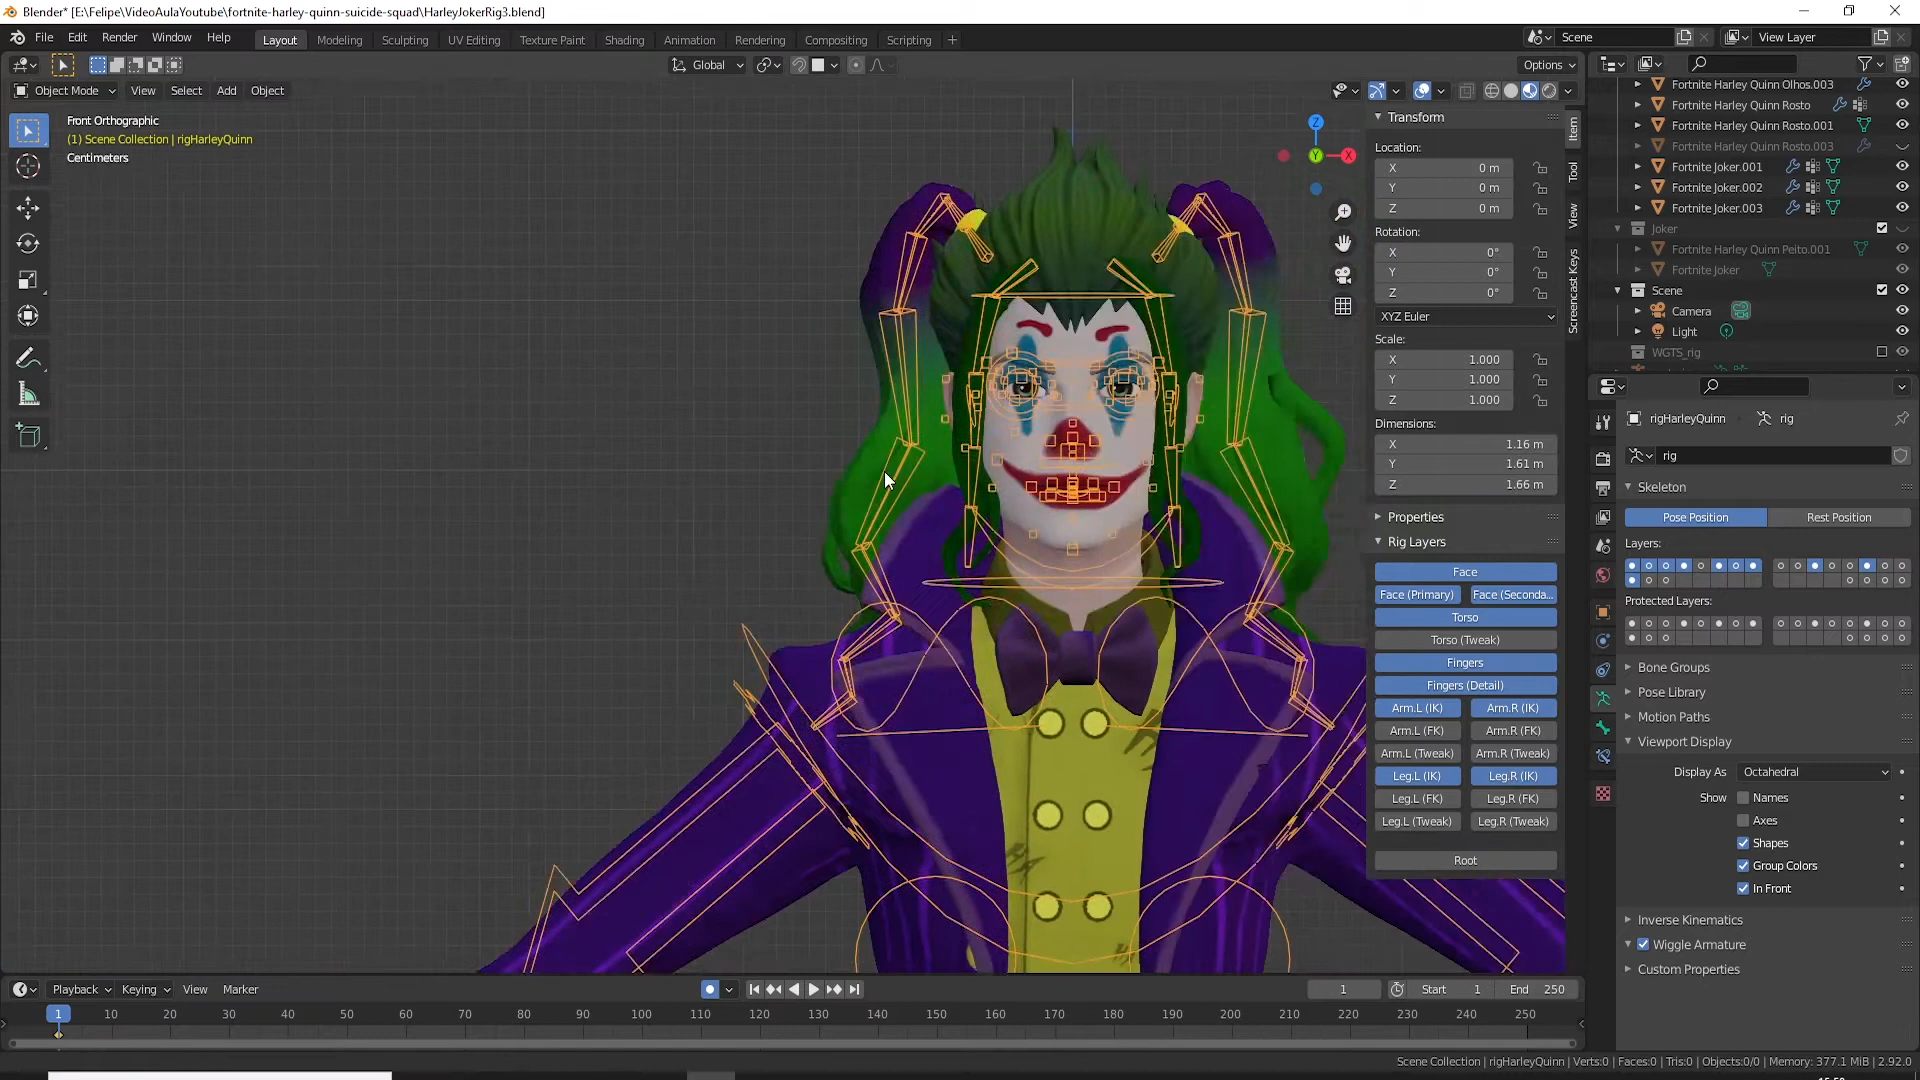 Blender* [E:\Felipe\VideoAulaYoutube\fortnite-harley-quinn-suicide-squad\HarleyJokerRig3.blend]
File Edit Render Window Help Layout Modeling Sculpting UV Editing Texture Paint Shading Animation Rendering Compositing Scripting + Scene View Layer
Global Options
Object Mode View Select Add Object
Front Orthographic
(1) Scene Collection | rigHarleyQuinn
Centimeters
Z
Y X
Transform
Location:
X 0 m
Y 0 m
Z 0 m
Rotation:
X 0°
Y 0°
Z 0°
XYZ Euler
Scale:
X 1.000
Y 1.000
Z 1.000
Dimensions:
X 1.16 m
Y 1.61 m
Z 1.66 m
Properties
Rig Layers
Face
Face (Primary) Face (Seconda...
Torso
Torso (Tweak)
Fingers
Fingers (Detail)
Arm.L (IK) Arm.R (IK)
Arm.L (FK) Arm.R (FK)
Arm.L (Tweak) Arm.R (Tweak)
Leg.L (IK) Leg.R (IK)
Leg.L (FK) Leg.R (FK)
Leg.L (Tweak) Leg.R (Tweak)
Root
Item
Tool
View
Screencast Keys
Fortnite Harley Quinn Olhos.003
Fortnite Harley Quinn Rosto
Fortnite Harley Quinn Rosto.001
Fortnite Harley Quinn Rosto.003
Fortnite Joker.001
Fortnite Joker.002
Fortnite Joker.003
Joker
Fortnite Harley Quinn Peito.001
Fortnite Joker
Scene
Camera
Light
WGTS_rig
rigHarleyQuinn rig
rig
Skeleton
Pose Position Rest Position
Layers:
Protected Layers:
Bone Groups
Pose Library
Motion Paths
Viewport Display
Display As Octahedral
Show Names
Axes
Shapes
Group Colors
In Front
Inverse Kinematics
Wiggle Armature
Custom Properties
Playback Keying View Marker 1 Start 1 End 250
1 10 20 30 40 50 60 70 80 90 100 110 120 130 140 150 160 170 180 190 200 210 220 230 240 250
Scene Collection | rigHarleyQuinn | Verts:0 | Faces:0 | Tris:0 | Objects:0/0 | Memory: 377.1 MiB | 2.92.0